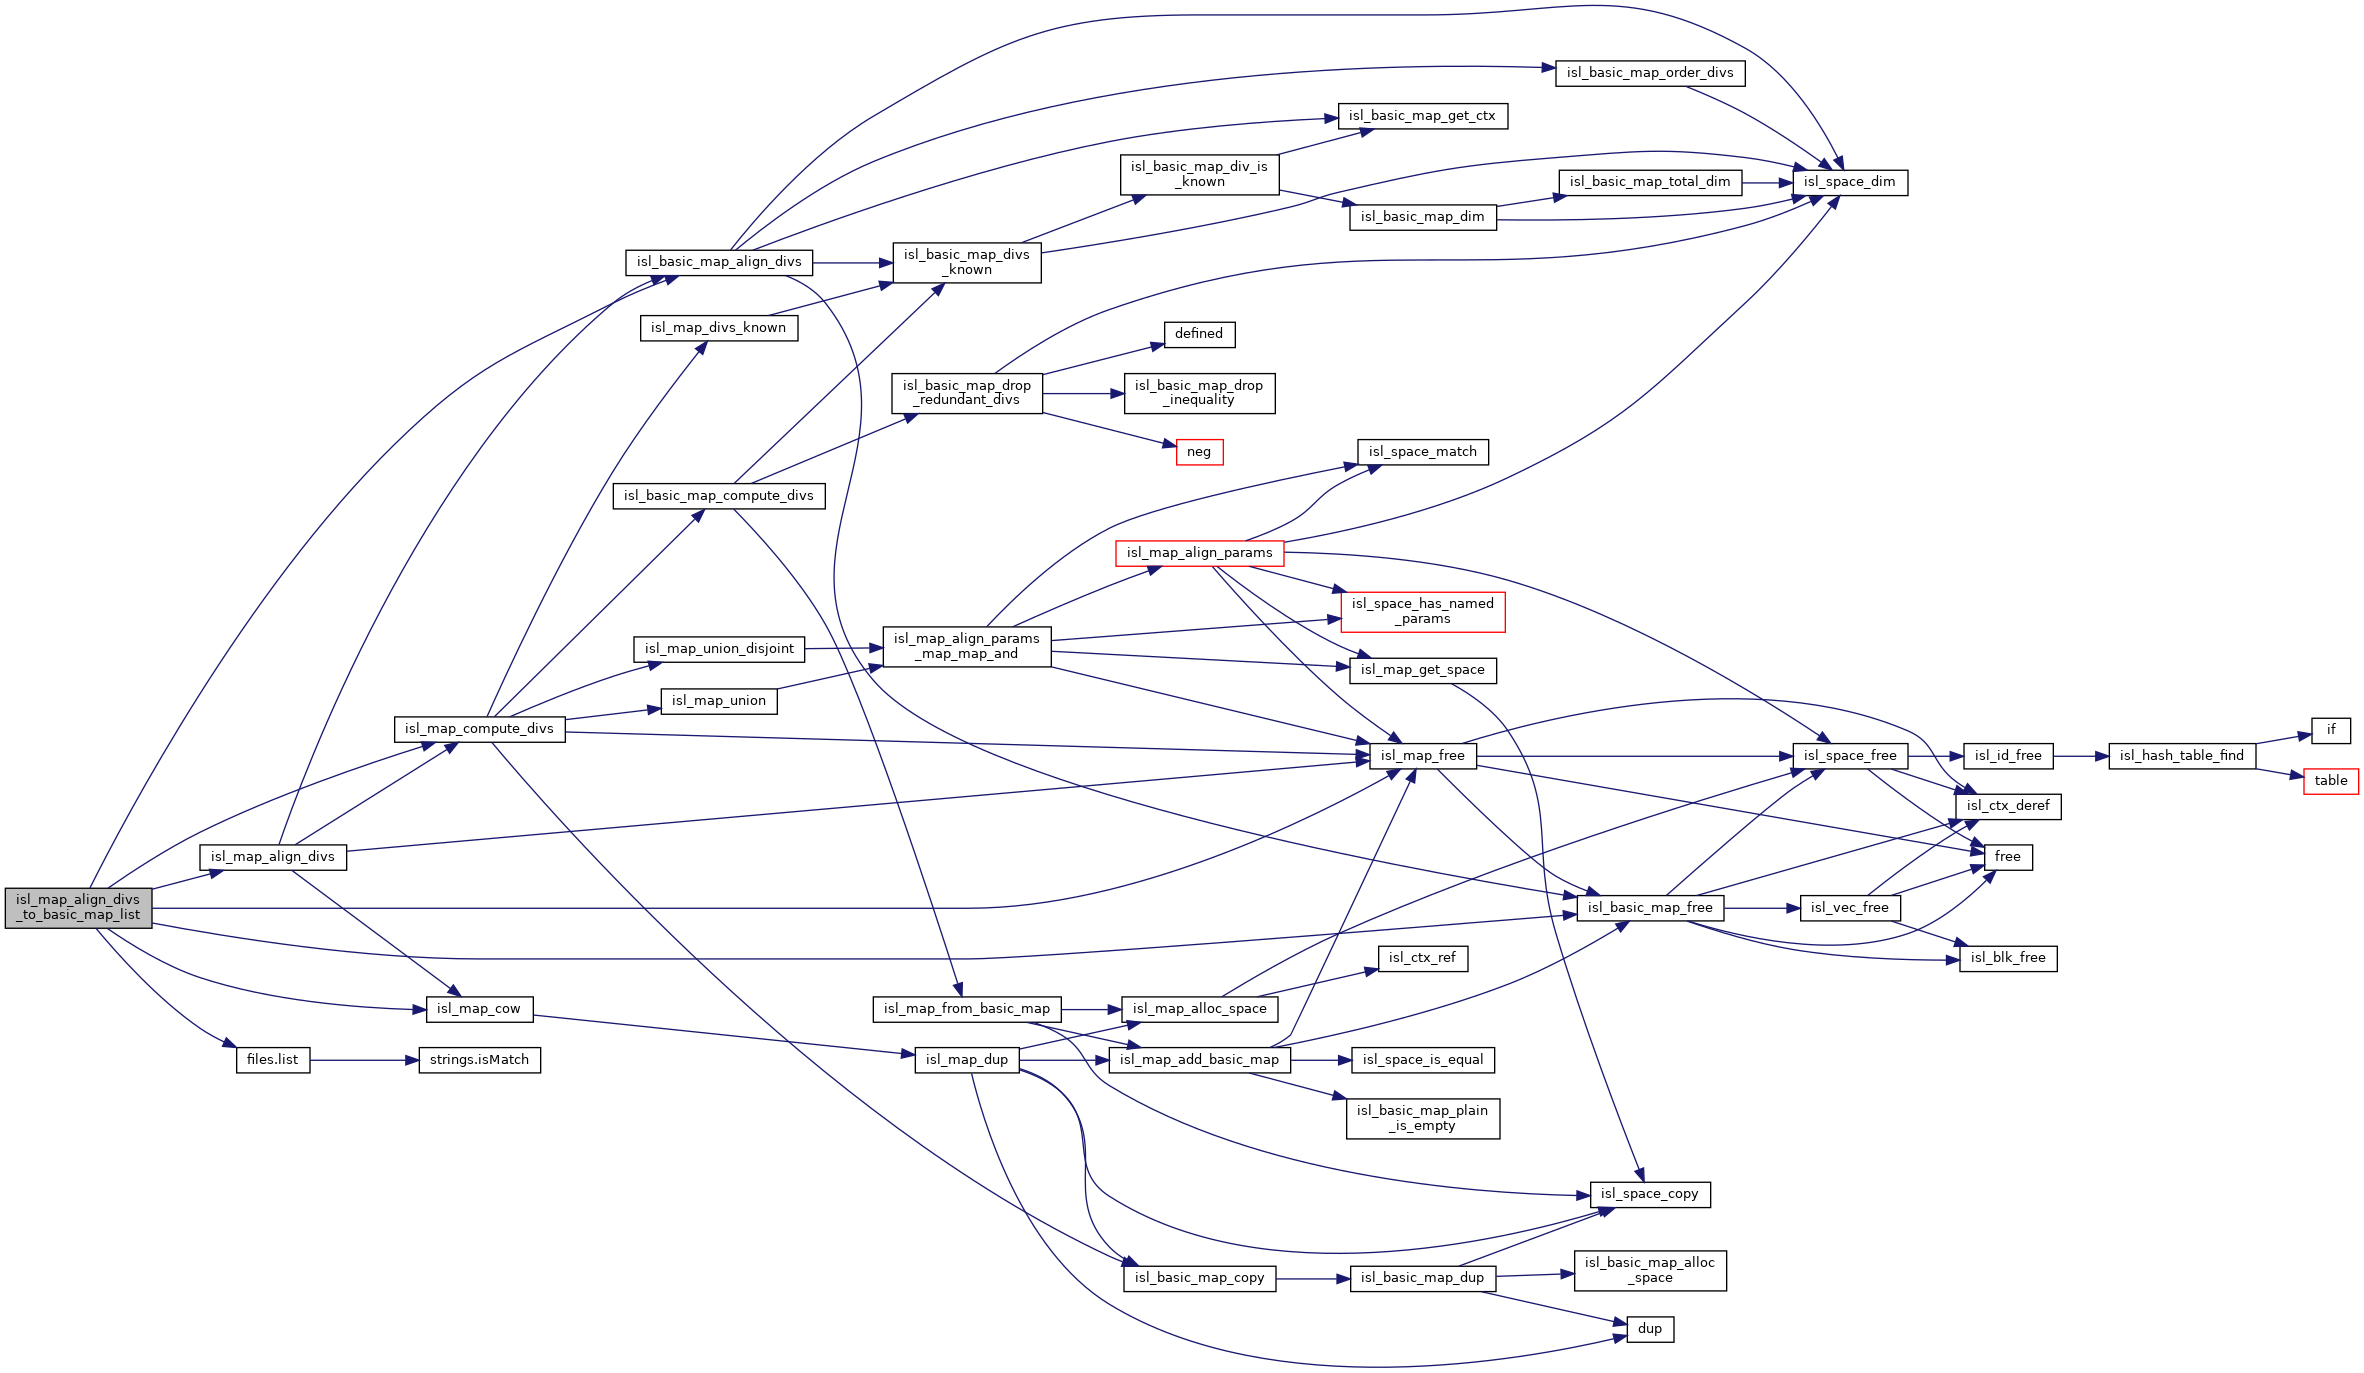 isl_map_align_divs
_to_basic_map_list
isl_map_align_divs
files.list
isl_map_compute_divs
isl_map_cow
strings.isMatch
isl_basic_map_align_divs
isl_map_divs_known
isl_basic_map_compute_divs
isl_map_union_disjoint
isl_map_union
isl_basic_map_divs
_known
isl_basic_map_drop
_redundant_divs
isl_map_align_params
_map_map_and
isl_map_from_basic_map
isl_map_dup
isl_basic_map_div_is
_known
defined
isl_basic_map_drop
_inequality
neg
isl_map_align_params
isl_map_alloc_space
isl_map_add_basic_map
isl_basic_map_copy
isl_basic_map_get_ctx
isl_basic_map_dim
isl_space_match
isl_space_has_named
_params
isl_map_get_space
isl_map_free
isl_ctx_ref
isl_space_is_equal
isl_basic_map_plain
_is_empty
isl_basic_map_dup
isl_basic_map_order_divs
isl_basic_map_total_dim
isl_basic_map_free
isl_space_copy
isl_basic_map_alloc
_space
dup
isl_space_dim
isl_space_free
isl_vec_free
isl_id_free
isl_ctx_deref
free
isl_blk_free
isl_hash_table_find
if
table